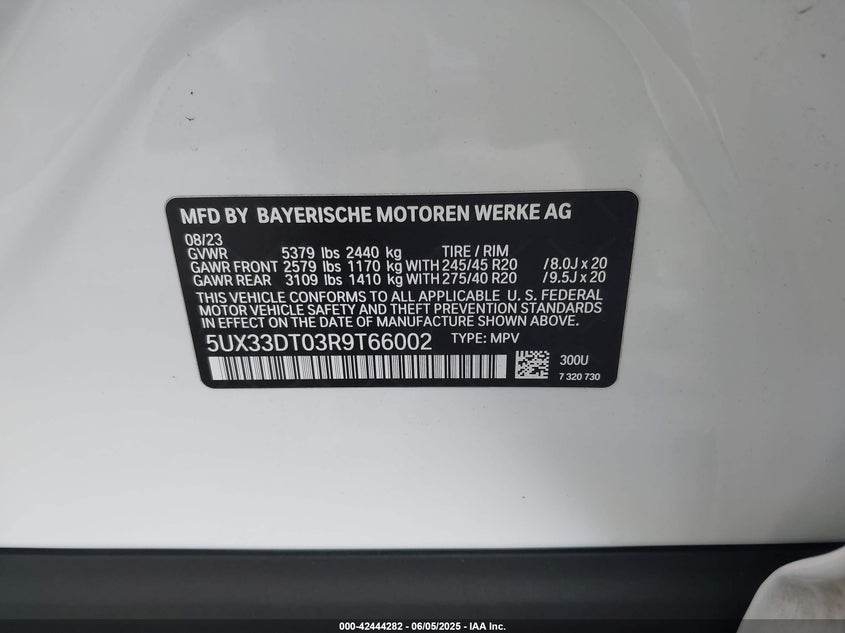 MFD BY BAYERISCHE MOTOREN WERKE AG
08/23
GVWR 5379 lbs 2440 kg TIRE / RIM
GAWR FRONT 2579 lbs 1170 kg WITH 245/45 R20 /8.0J x 20
GAWR REAR 3109 lbs 1410 kg WITH 275/40 R20 /9.5J x 20
THIS VEHICLE CONFORMS TO ALL APPLICABLE U. S. FEDERAL
MOTOR VEHICLE SAFETY AND THEFT PREVENTION STANDARDS
IN EFFECT ON THE DATE OF MANUFACTURE SHOWN ABOVE.
5UX33DT03R9T66002 TYPE: MPV
300U
7 320 730
000-42444282 | 06/05/2025 - IAA Inc.